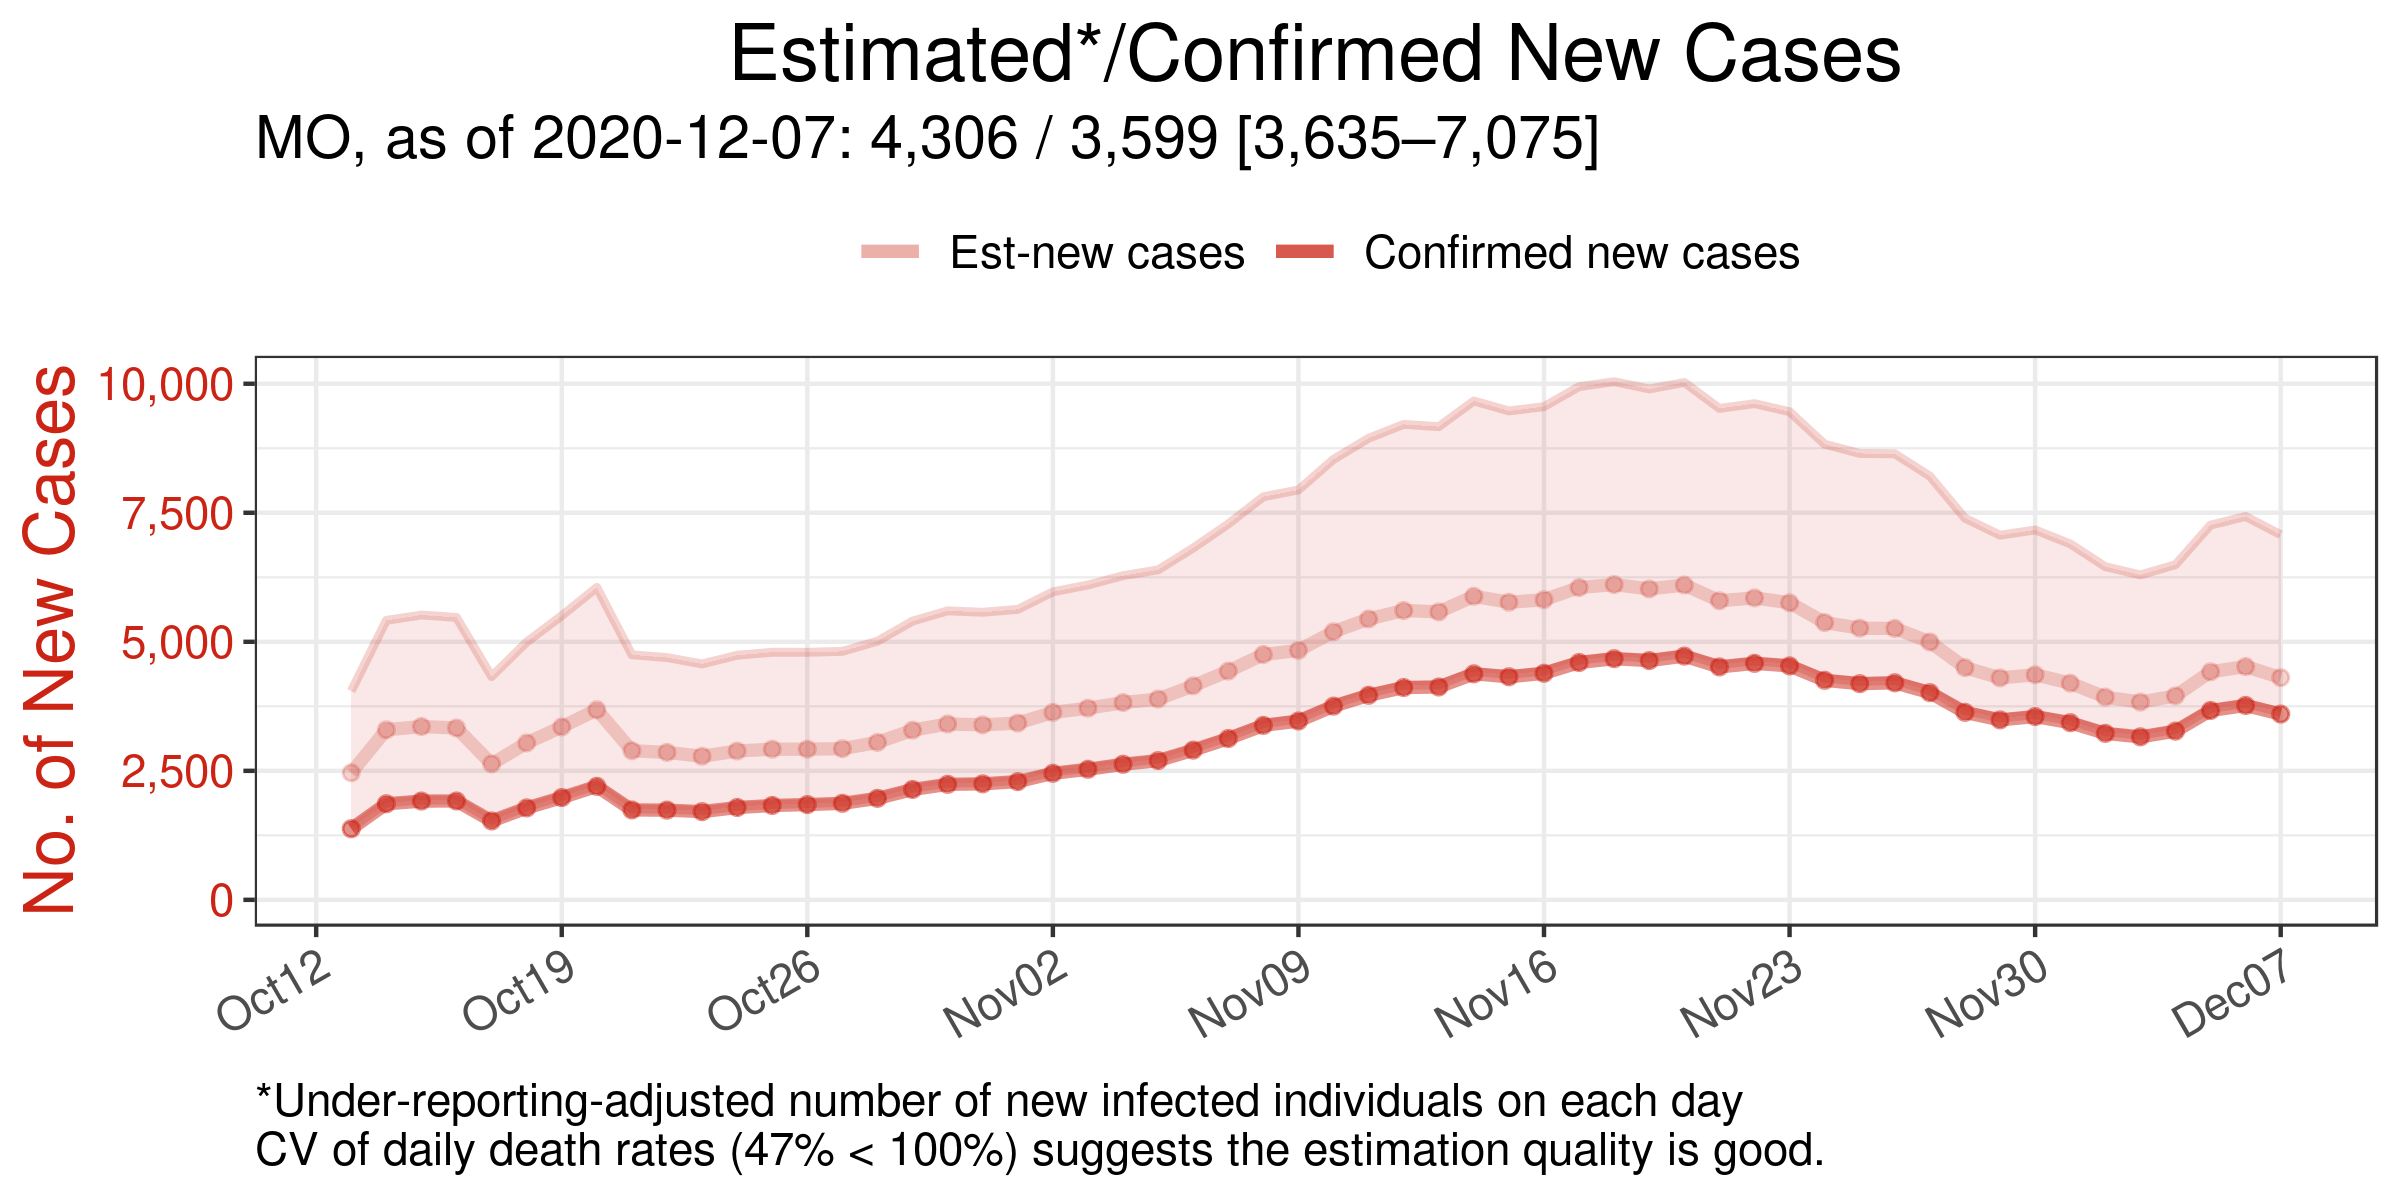 Estimated*/Confirmed New Cases
MO, as of 2020-12-07: 4,306 / 3,599 [3,635–7,075]
Est-new cases Confirmed new cases
No. of New Cases
10,000
7,500
5,000
2,500
0
Oct12 Oct19 Oct26 Nov02 Nov09 Nov16 Nov23 Nov30 Dec07
*Under-reporting-adjusted number of new infected individuals on each day
CV of daily death rates (47% < 100%) suggests the estimation quality is good.